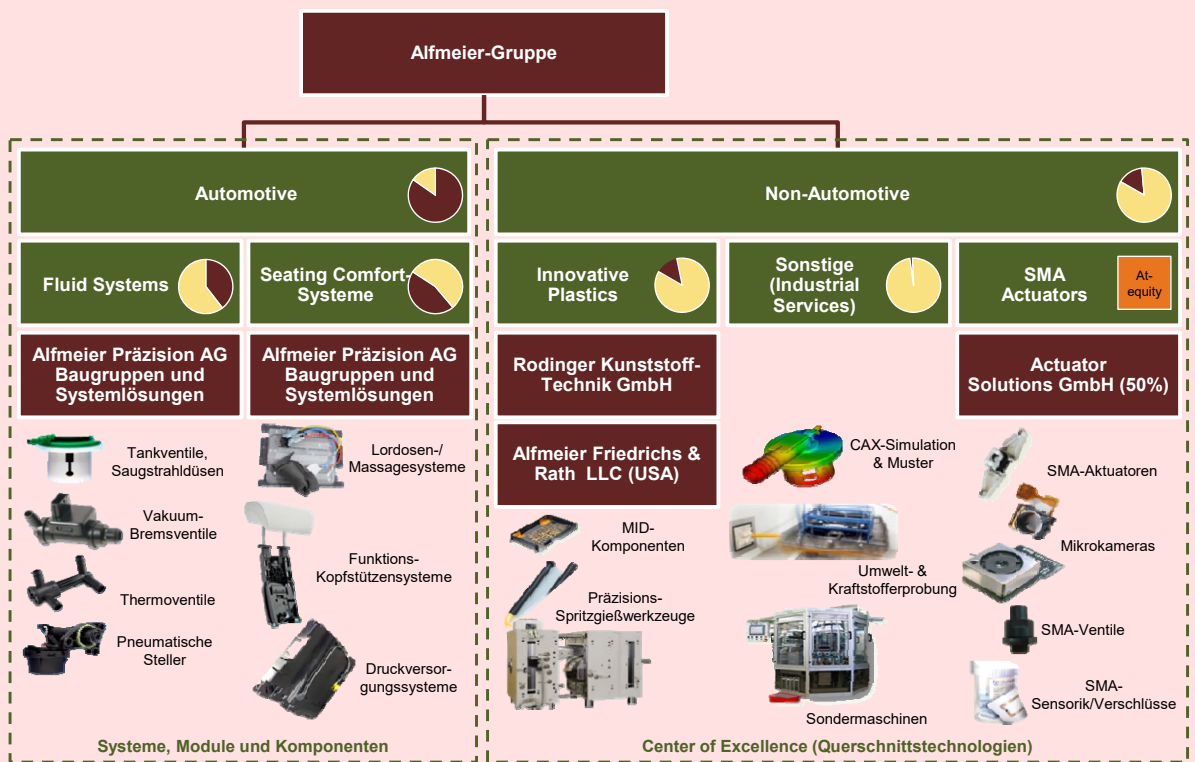 Alfmeier-Gruppe
Automotive
Non-Automotive
Fluid Systems
Seating Comfort-
Systeme
Innovative
Plastics
Sonstige
(Industrial
Services)
SMA
Actuators
At-
equity
Alfmeier Präzision AG
Baugruppen und
Systemlösungen
Alfmeier Präzision AG
Baugruppen und
Systemlösungen
Rodinger Kunststoff-
Technik GmbH
Actuator
Solutions GmbH (50%)
Alfmeier Friedrichs &
Rath LLC (USA)
Tankventile,
Saugstrahldüsen
Vakuum-
Bremsventile
Thermoventile
Pneumatische
Steller
Lordosen-/
Massagesysteme
Funktions-
Kopfstützensysteme
Druckversor-
gungssysteme
MID-
Komponenten
Präzisions-
Spritzgießwerkzeuge
CAX-Simulation
& Muster
Umwelt- &
Kraftstofferprobung
Sondermaschinen
SMA-Aktuatoren
Mikrokameras
SMA-Ventile
SMA-
Sensorik/Verschlüsse
Systeme, Module und Komponenten
Center of Excellence (Querschnittstechnologien)